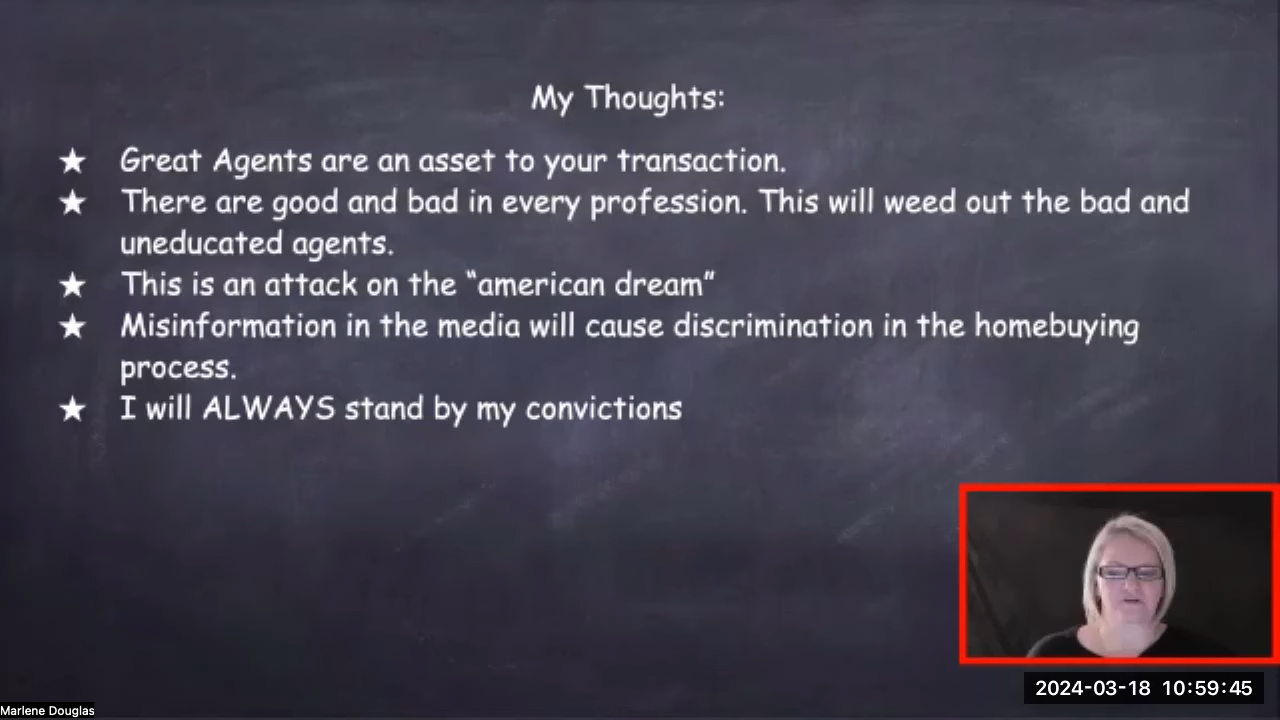 My Thoughts:
★ Great Agents are an asset to your transaction.
★ There are good and bad in every profession. This will weed out the bad and
uneducated agents.
★ This is an attack on the “american dream”
★ Misinformation in the media will cause discrimination in the homebuying
process.
★ I will ALWAYS stand by my convictions
2024-03-18 10:59:45
Marlene Douglas